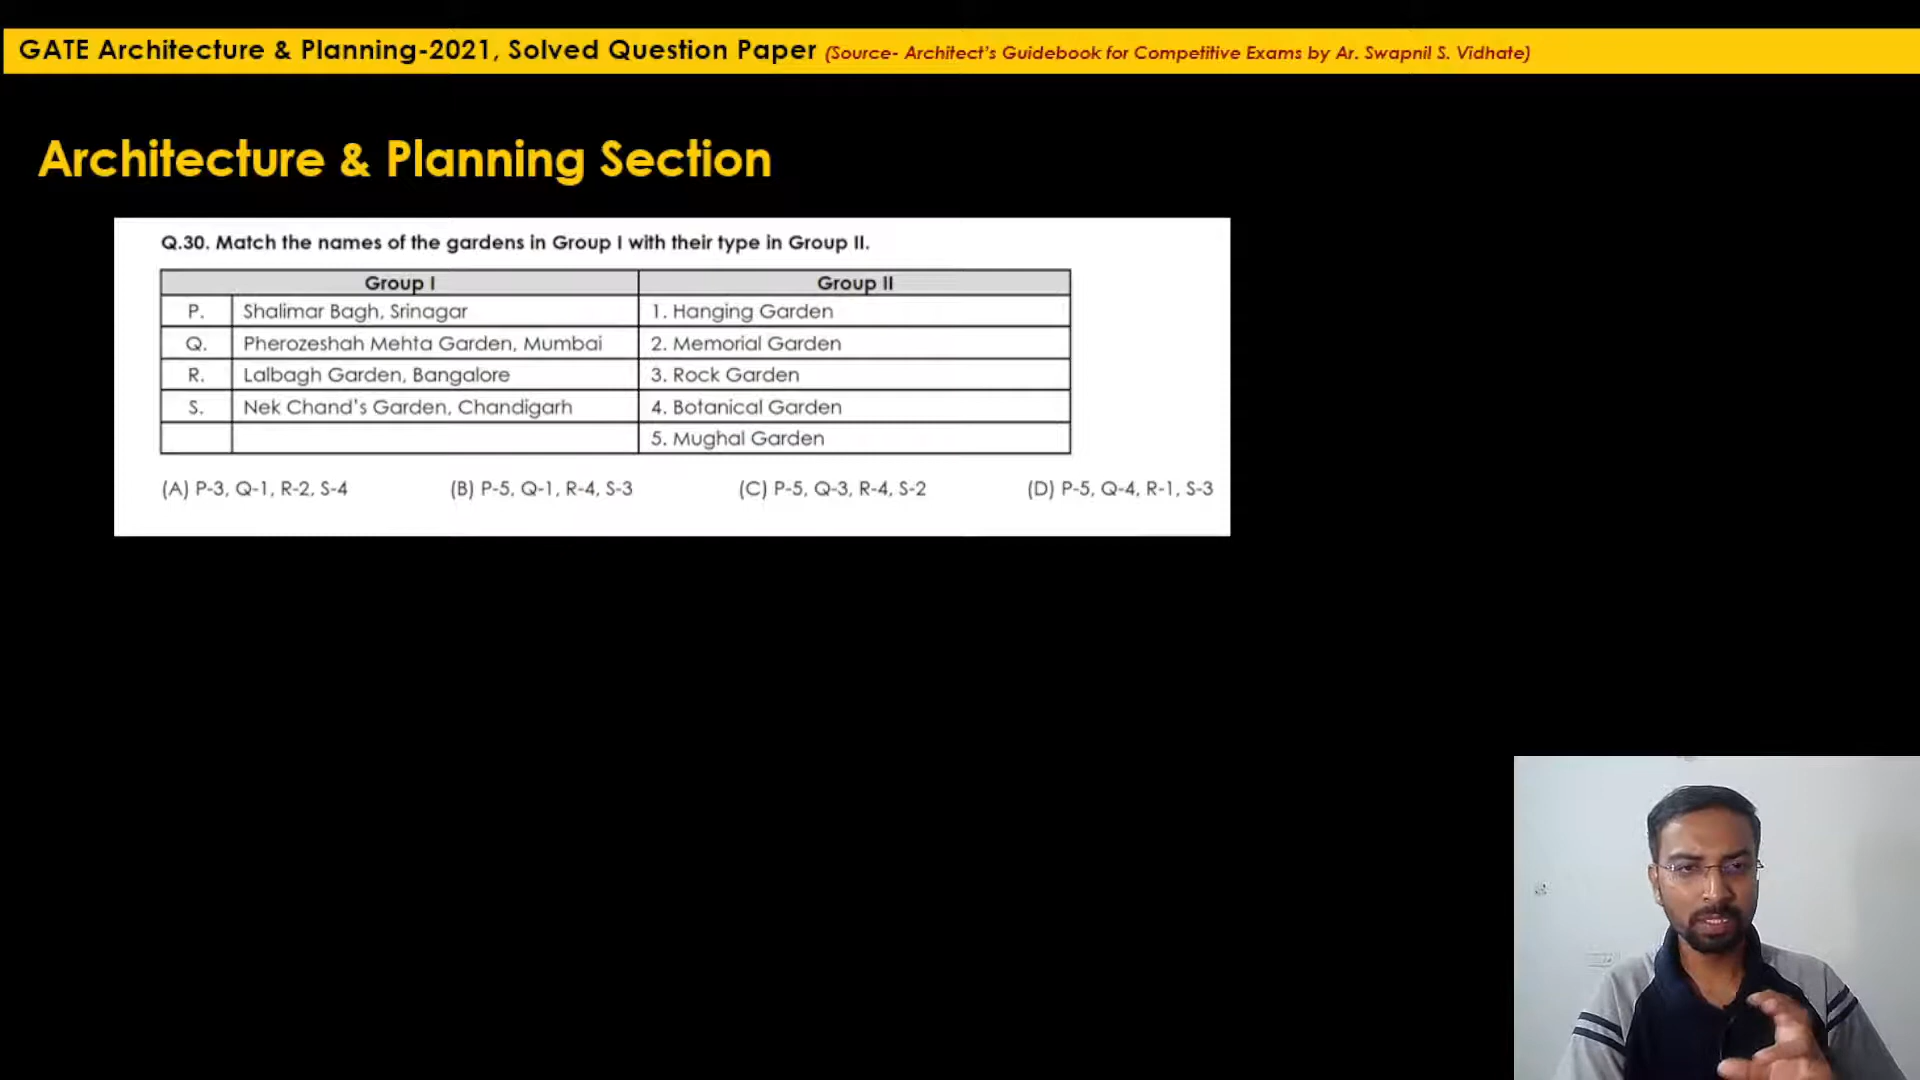 GATE Architecture & Planning-2021, Solved Question Paper (Source- Architect's Guidebook for Competitive Exams by Ar. Swapnil S. Vidhate)
Architecture & Planning Section
Q.30. Match the names of the gardens in Group I with their type in Group II.
Group I Group II
P. Shalimar Bagh, Srinagar 1. Hanging Garden
Q. Pherozeshah Mehta Garden, Mumbai 2. Memorial Garden
R. Lalbagh Garden, Bangalore 3. Rock Garden
S. Nek Chand's Garden, Chandigarh 4. Botanical Garden
5. Mughal Garden
(A) P-3, Q-1, R-2, S-4 (B) P-5, Q-1, R-4, S-3 (C) P-5, Q-3, R-4, S-2 (D) P-5, Q-4, R-1, S-3